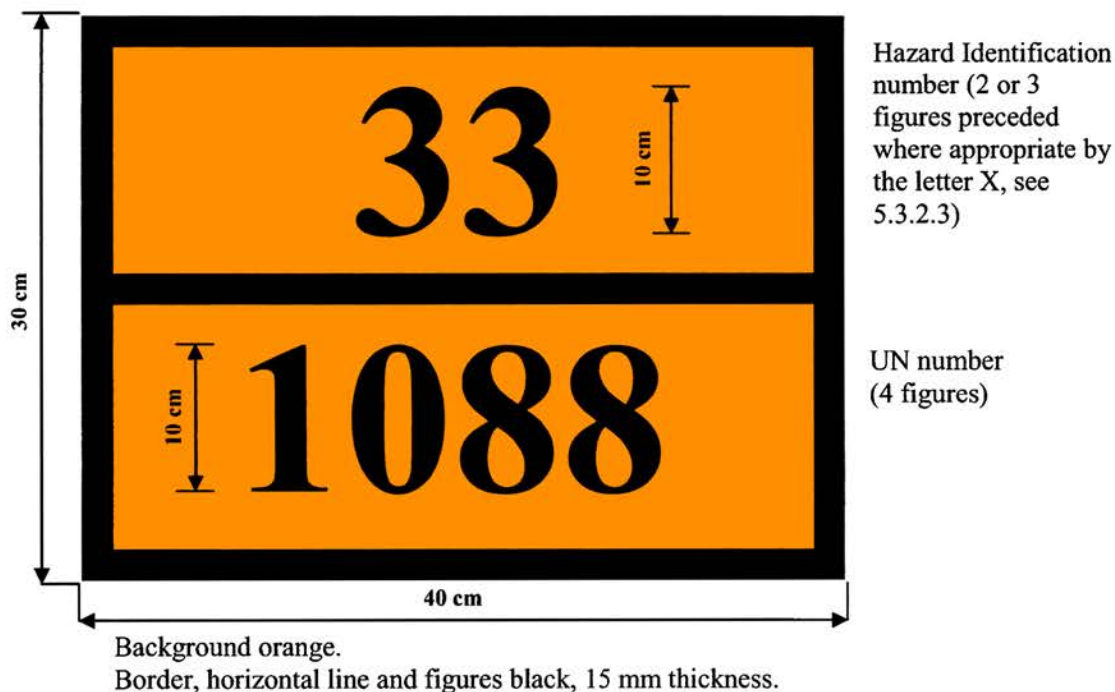 33
10 cm
Hazard Identification
number (2 or 3
figures preceded
where appropriate by
the letter X, see
5.3.2.3)
30 cm
10 cm
1088
UN number
(4 figures)
40 cm
Background orange.
Border, horizontal line and figures black, 15 mm thickness.